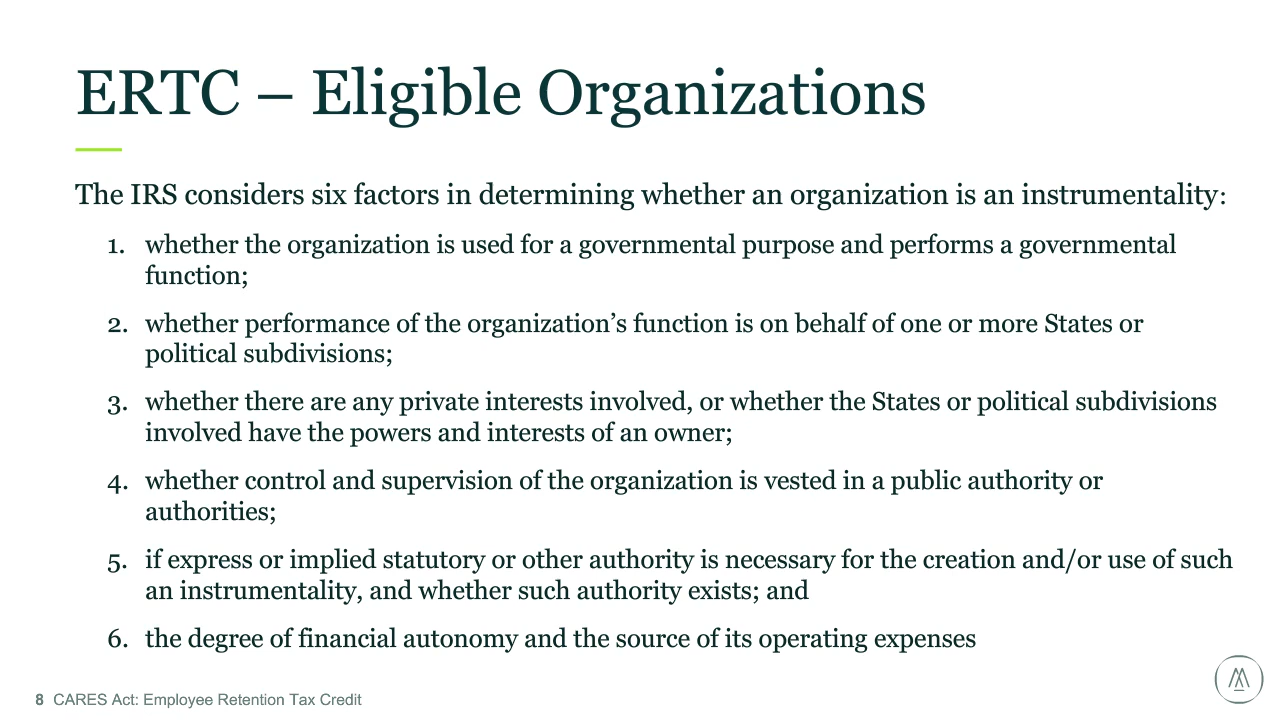 ERTC – Eligible Organizations
The IRS considers six factors in determining whether an organization is an instrumentality:
1. whether the organization is used for a governmental purpose and performs a governmental
function;
2. whether performance of the organization’s function is on behalf of one or more States or
political subdivisions;
3. whether there are any private interests involved, or whether the States or political subdivisions
involved have the powers and interests of an owner;
4. whether control and supervision of the organization is vested in a public authority or
authorities;
5. if express or implied statutory or other authority is necessary for the creation and/or use of such
an instrumentality, and whether such authority exists; and
6. the degree of financial autonomy and the source of its operating expenses
8 CARES Act: Employee Retention Tax Credit